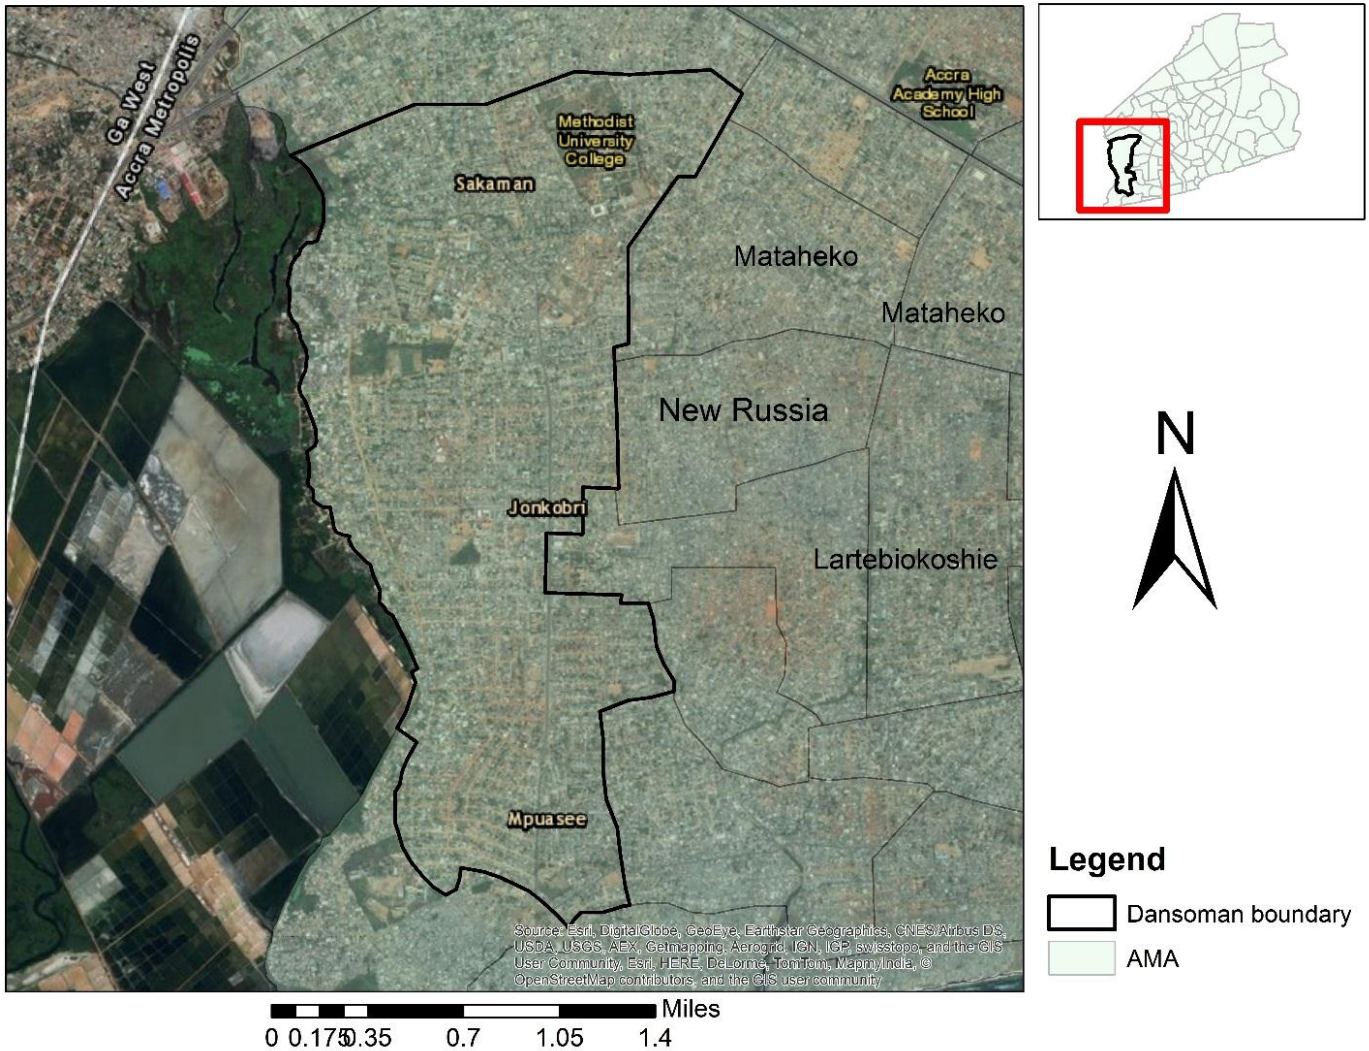 Ga West
Accra Metropolis
Accra
Academy High
School
Methodist
University
College
Sakaman
Mataheko
Mataheko
New Russia
Jonkobri
Lartebiokoshie
Mpuasee
Source: Esri, DigitalGlobe, GeoEye, Earthstar Geographics, CNES/Airbus DS,
USDA, USGS, AEX, Getmapping, Aerogrid, IGN, IGP, swisstopo, and the GIS
User Community, Esri, HERE, DeLorme, TomTom, MapmyIndia, ©
OpenStreetMap contributors, and the GIS user community
N
Legend
Dansoman boundary
AMA
Miles
0 0.175 0.35 0.7 1.05 1.4